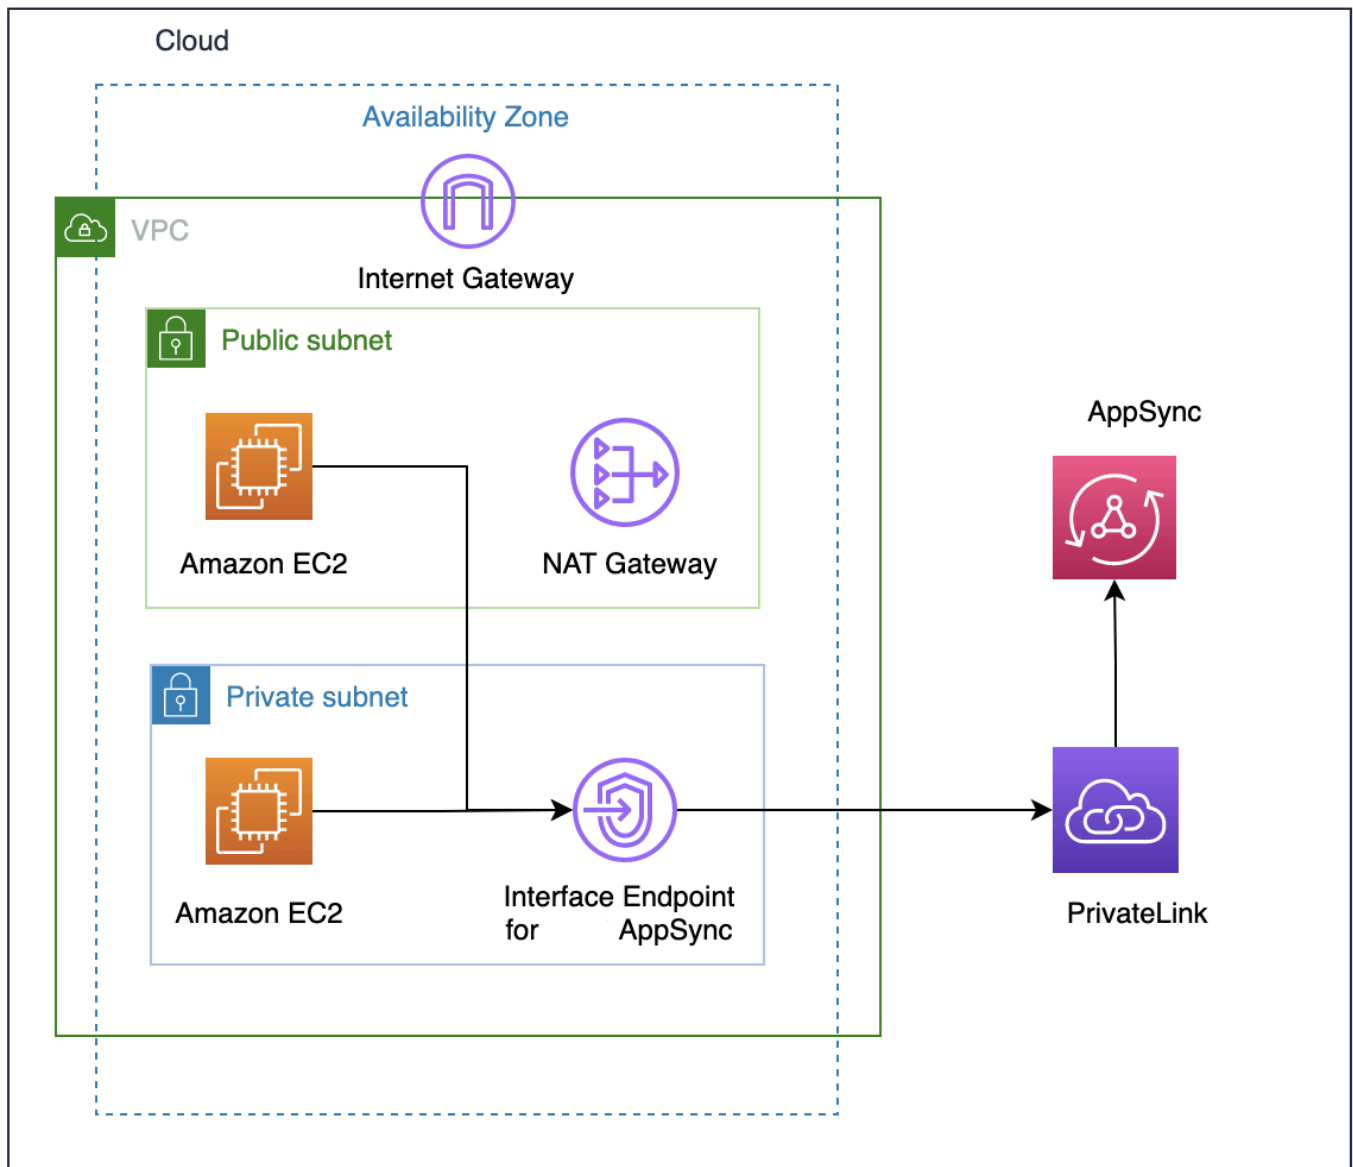 Cloud
Availability Zone
VPC
Internet Gateway
Public subnet
Amazon EC2
NAT Gateway
AppSync
Private subnet
Amazon EC2
Interface Endpoint
for AppSync
PrivateLink